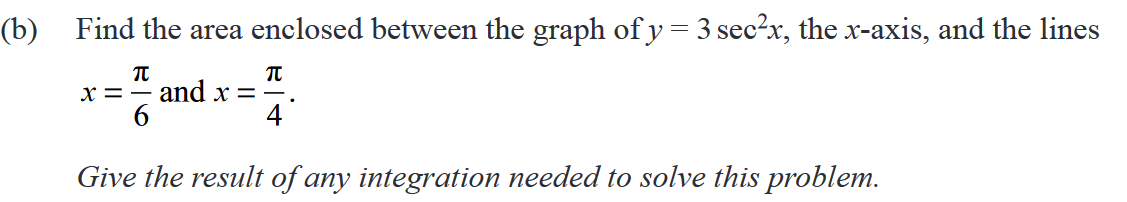 (b) Find the area enclosed between the graph of y = 3 sec²x, the x-axis, and the lines
x = π/6 and x = π/4.
Give the result of any integration needed to solve this problem.